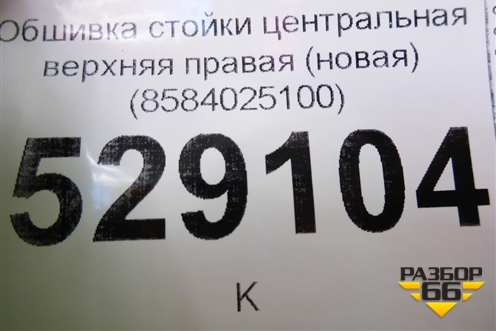 Обшивка стойки центральная
верхняя правая (новая)
(8584025100)
529104
К
РАЗБОР
66